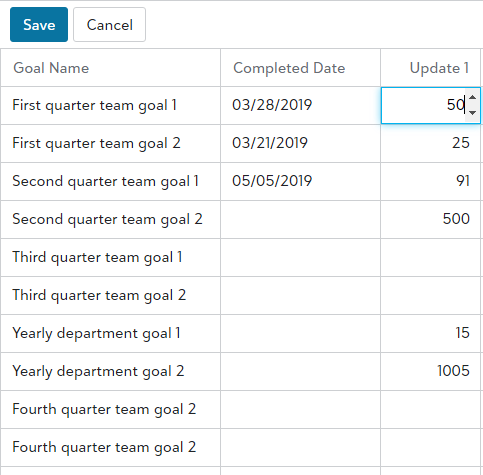 Save Cancel
Goal Name Completed Date Update 1
First quarter team goal 1 03/28/2019 50
First quarter team goal 2 03/21/2019 25
Second quarter team goal 1 05/05/2019 91
Second quarter team goal 2 500
Third quarter team goal 1
Third quarter team goal 2
Yearly department goal 1 15
Yearly department goal 2 1005
Fourth quarter team goal 2
Fourth quarter team goal 2